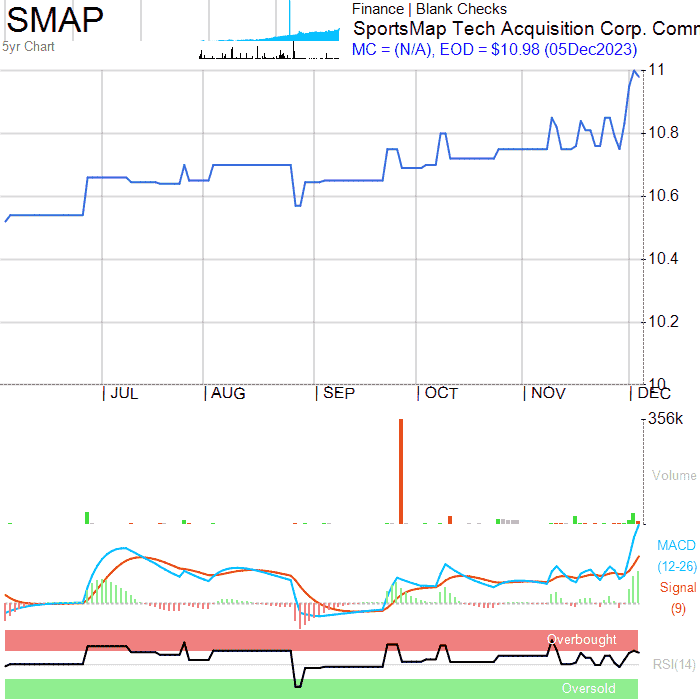 SMAP
5yr Chart
Finance | Blank Checks
SportsMap Tech Acquisition Corp. Comm
MC = (N/A), EOD = $10.98 (05Dec2023)
11
10.8
10.6
10.4
10.2
10
JUL AUG SEP OCT NOV DEC
356k
Volume
MACD
(12-26)
Signal
(9)
Overbought
RSI(14)
Oversold